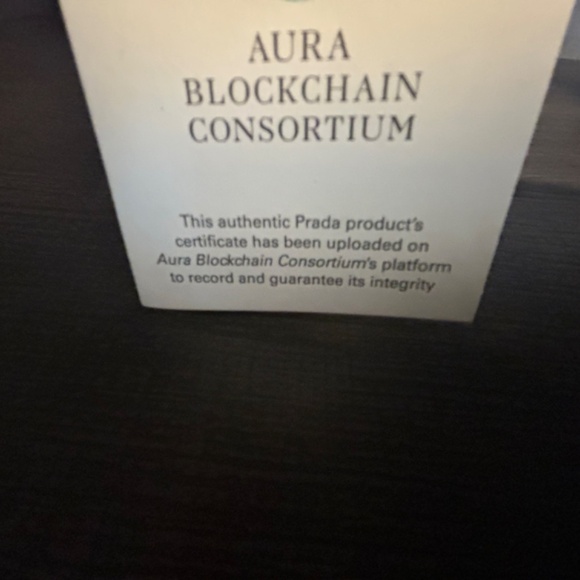 AURA
BLOCKCHAIN
CONSORTIUM
This authentic Prada product's
certificate has been uploaded on
Aura Blockchain Consortium's platform
to record and guarantee its integrity